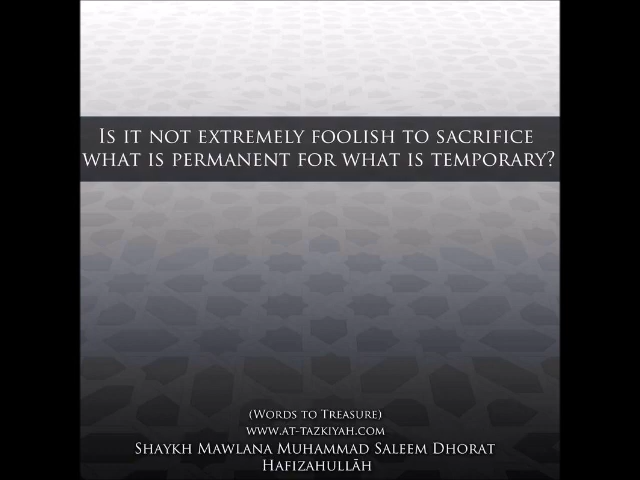 Is it not extremely foolish to sacrifice
what is permanent for what is temporary?
(Words to Treasure)
www.at-tazkiyah.com
Shaykh Mawlana Muhammad Saleem Dhorat
Hafizahullāh